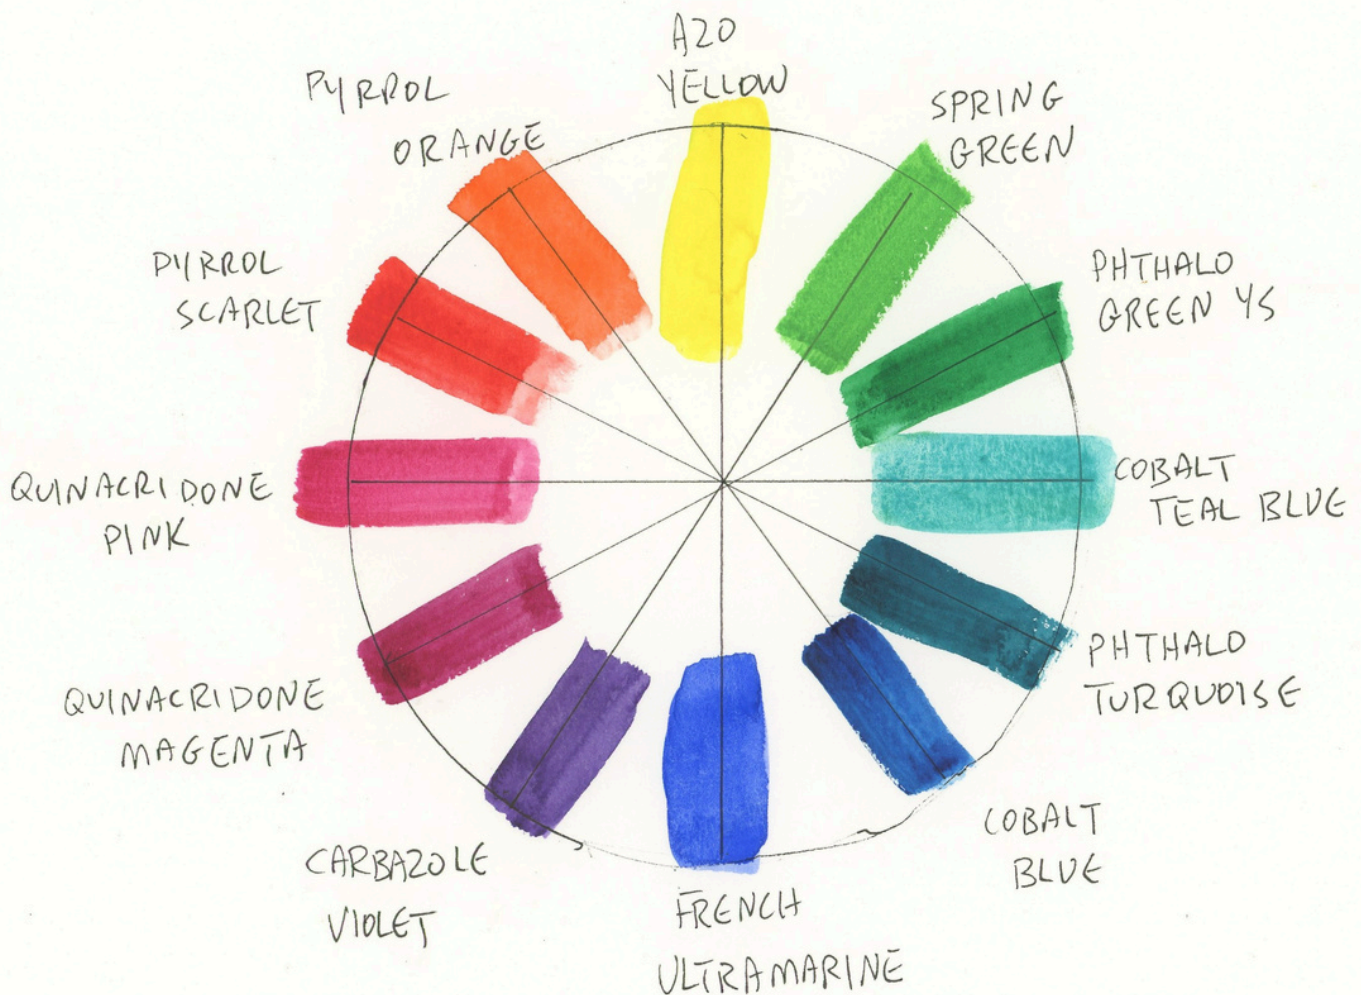 AZO
YELLOW
SPRING
GREEN
PHTHALO
GREEN YS
COBALT
TEAL BLUE
PHTHALO
TURQUOISE
COBALT
BLUE
FRENCH
ULTRAMARINE
CARBAZOLE
VIOLET
QUINACRIDONE
MAGENTA
QUINACRIDONE
PINK
PYRROL
SCARLET
PYRROL
ORANGE